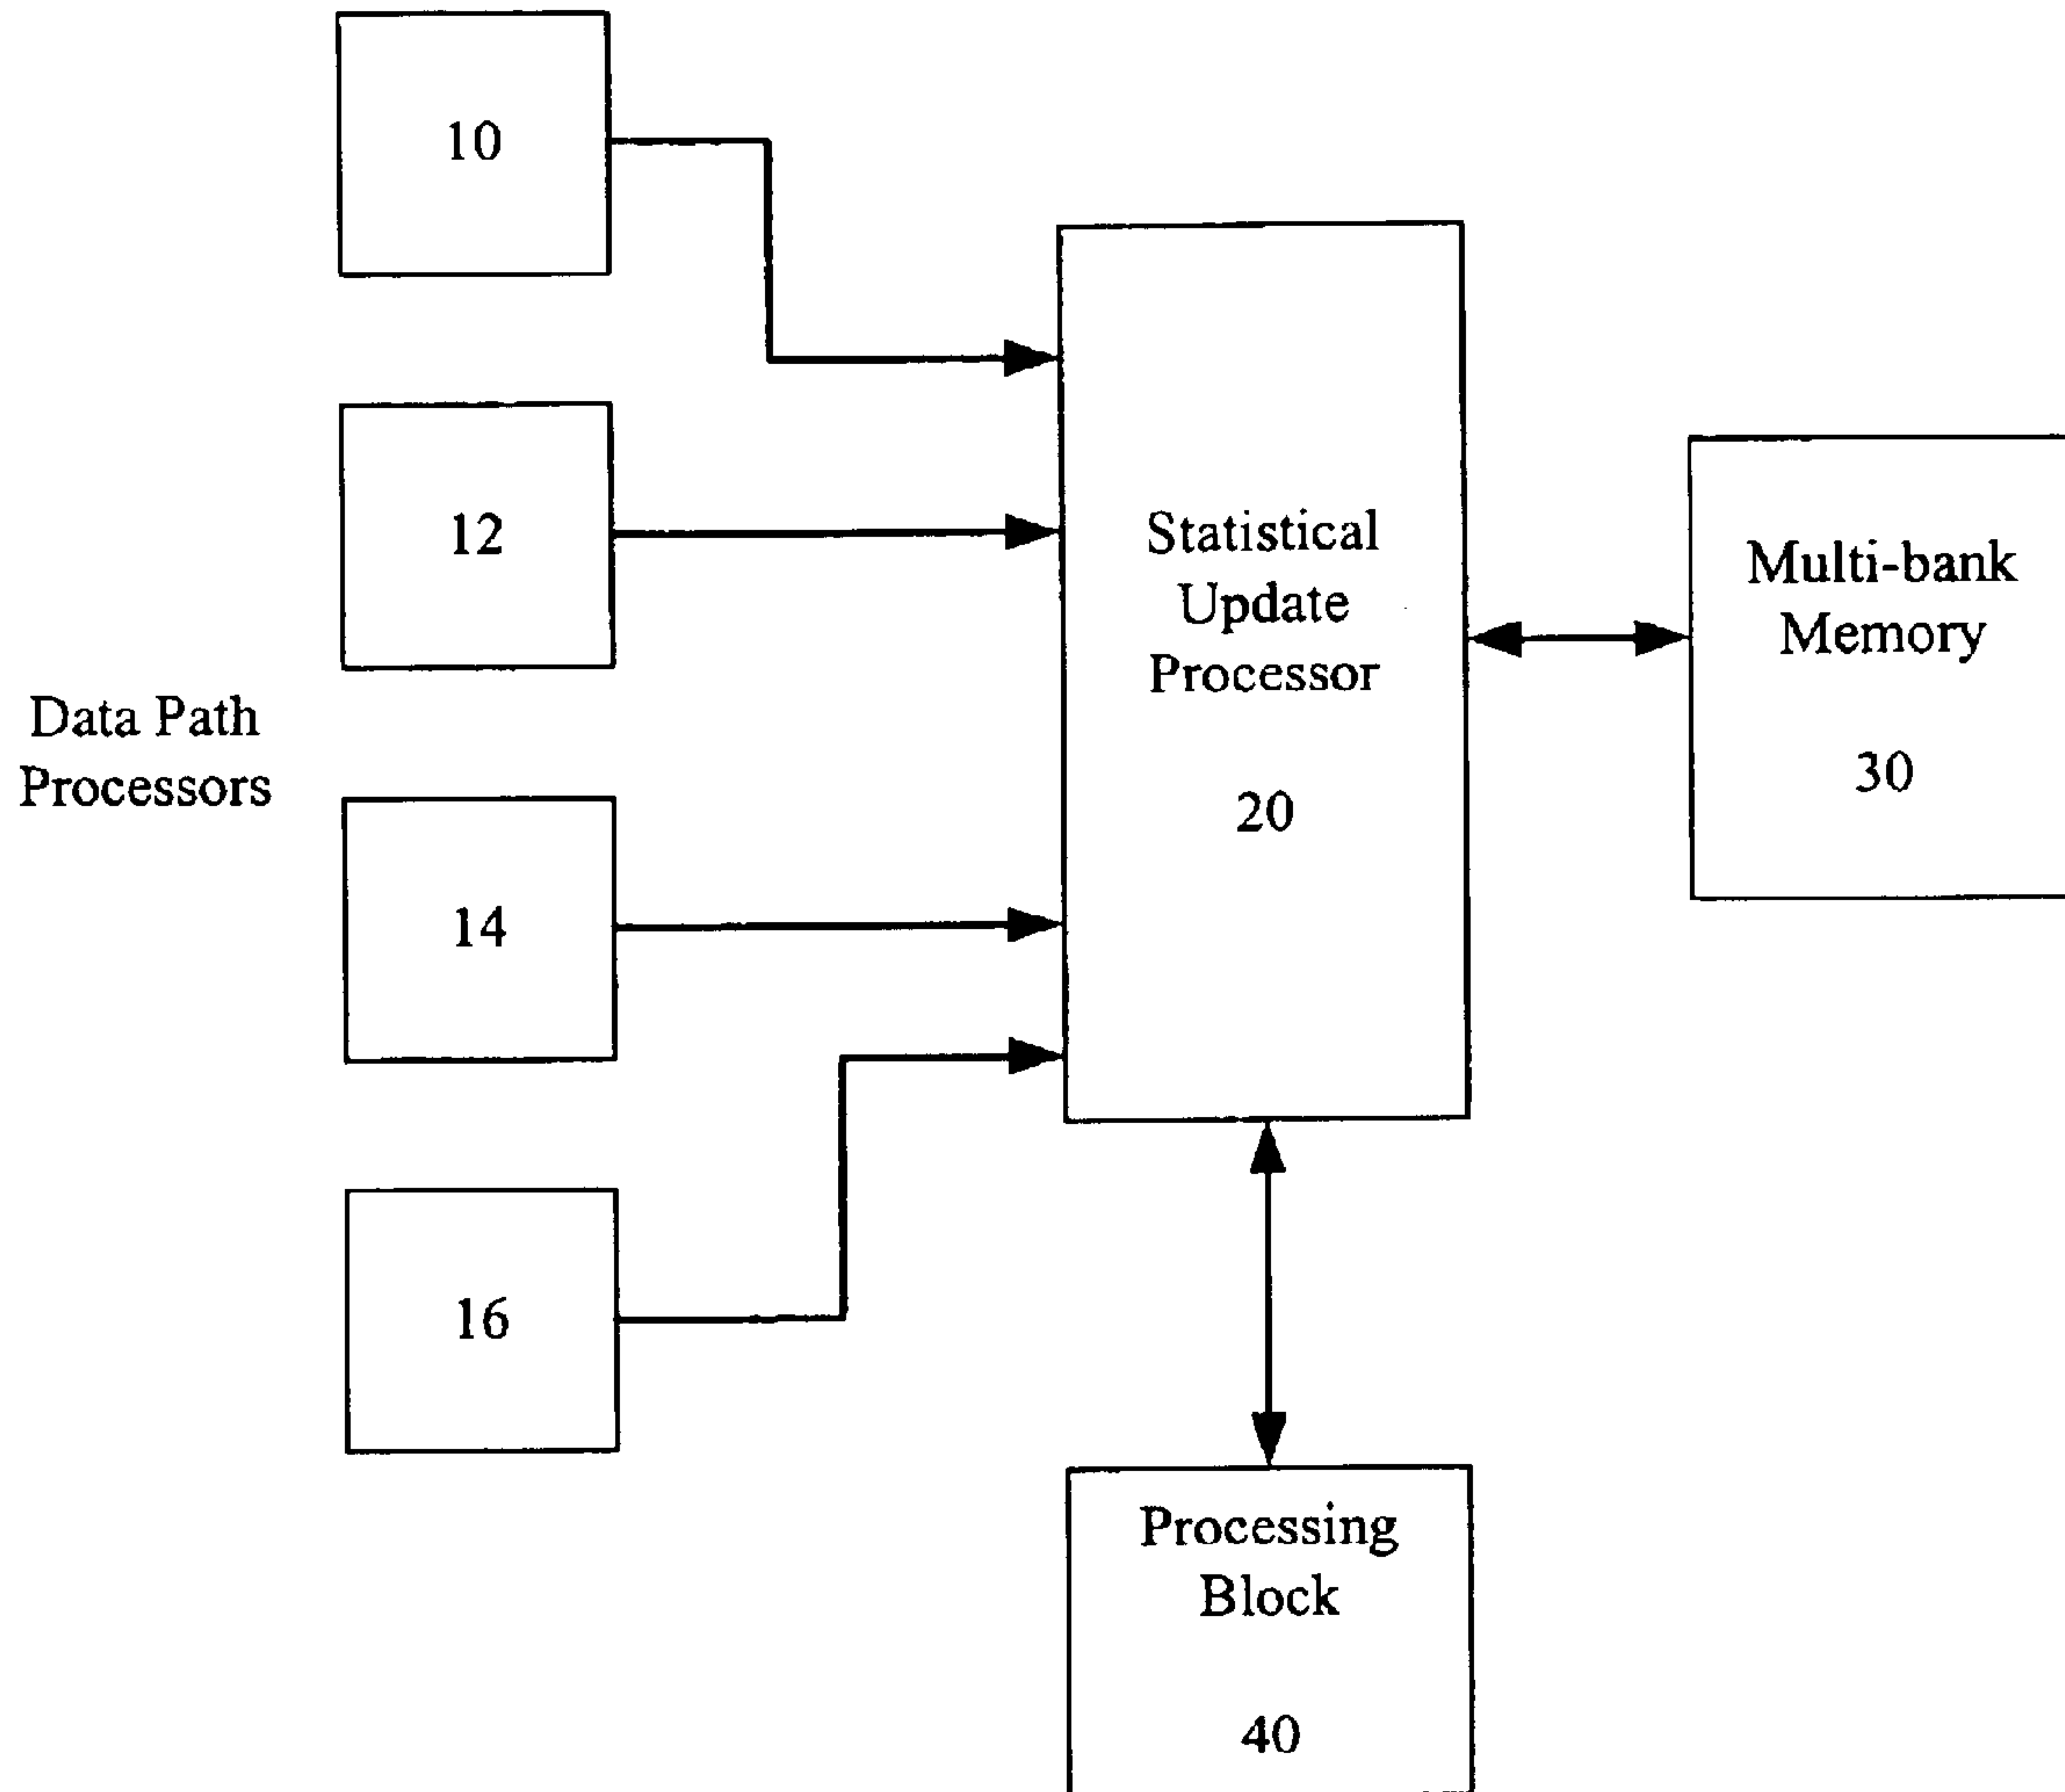 10
12
Data Path
Processors
14
16
Statistical
Update
Processor
20
Multi-bank
Memory
30
Processing
Block
40